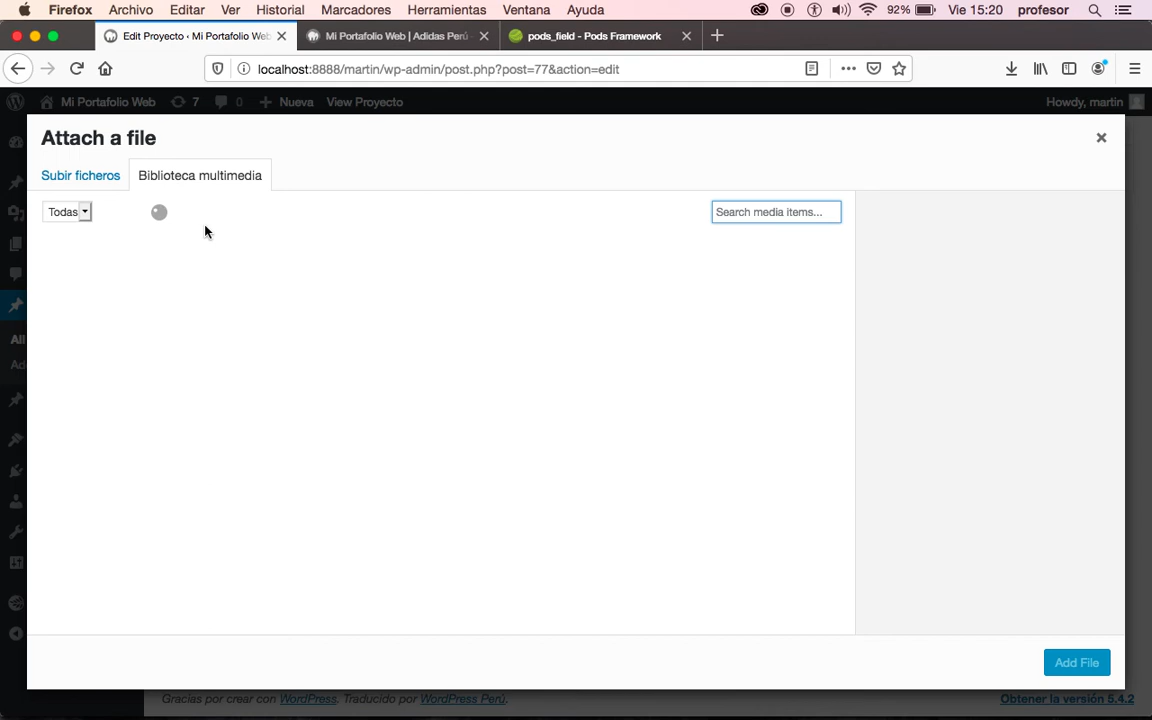 Firefox Archivo Editar Ver Historial Marcadores Herramientas Ventana Ayuda 92% Vie 15:20 profesor
Edit Proyecto ‹ Mi Portafolio Web Mi Portafolio Web | Adidas Perú pods_field - Pods Framework
localhost:8888/martin/wp-admin/post.php?post=77&action=edit
Mi Portafolio Web 7 0 Nueva View Proyecto Howdy, martin
Attach a file
Subir ficheros Biblioteca multimedia
Todas Search media items...
All
Ad
Add File
Gracias por crear con WordPress. Traducido por WordPress Perú. Obtener la versión 5.4.2